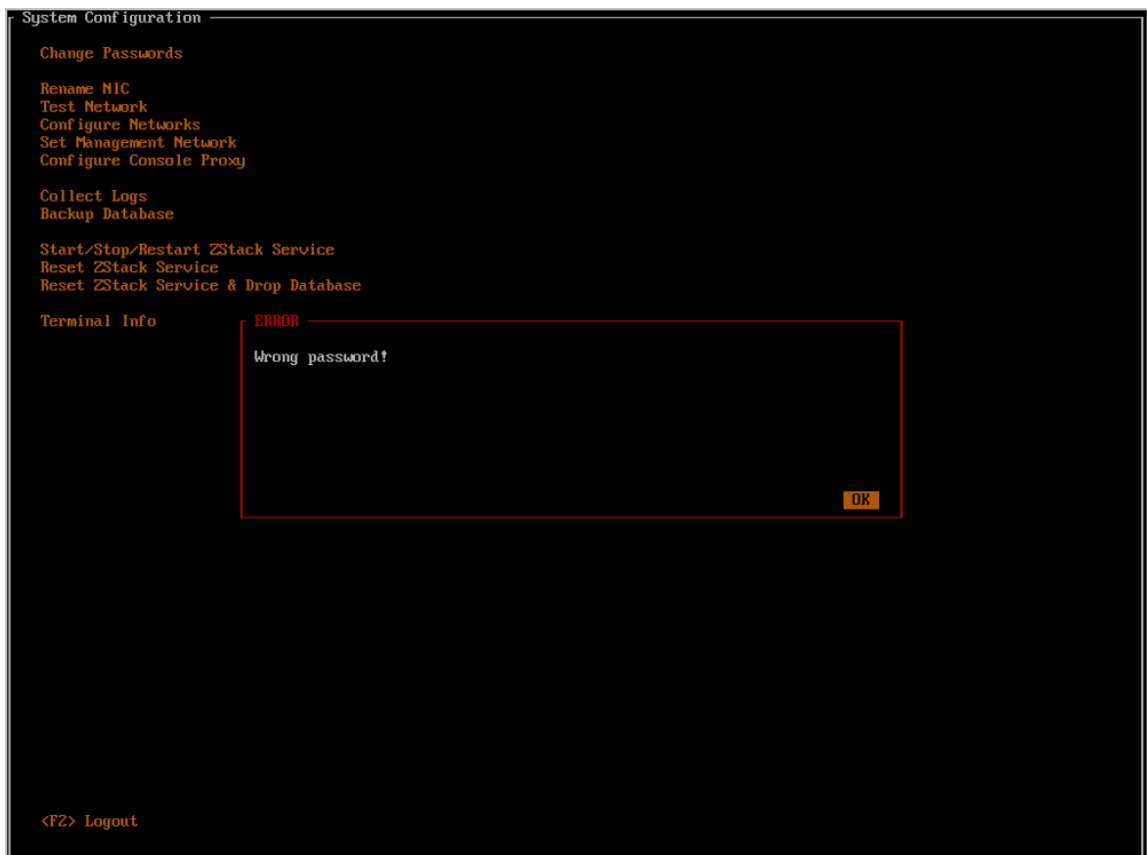 System Configuration
Change Passwords
Rename NIC
Test Network
Configure Networks
Set Management Network
Configure Console Proxy
Collect Logs
Backup Database
Start/Stop/Restart ZStack Service
Reset ZStack Service
Reset ZStack Service & Drop Database
Terminal Info
ERROR
Wrong password!
OK
<F2> Logout